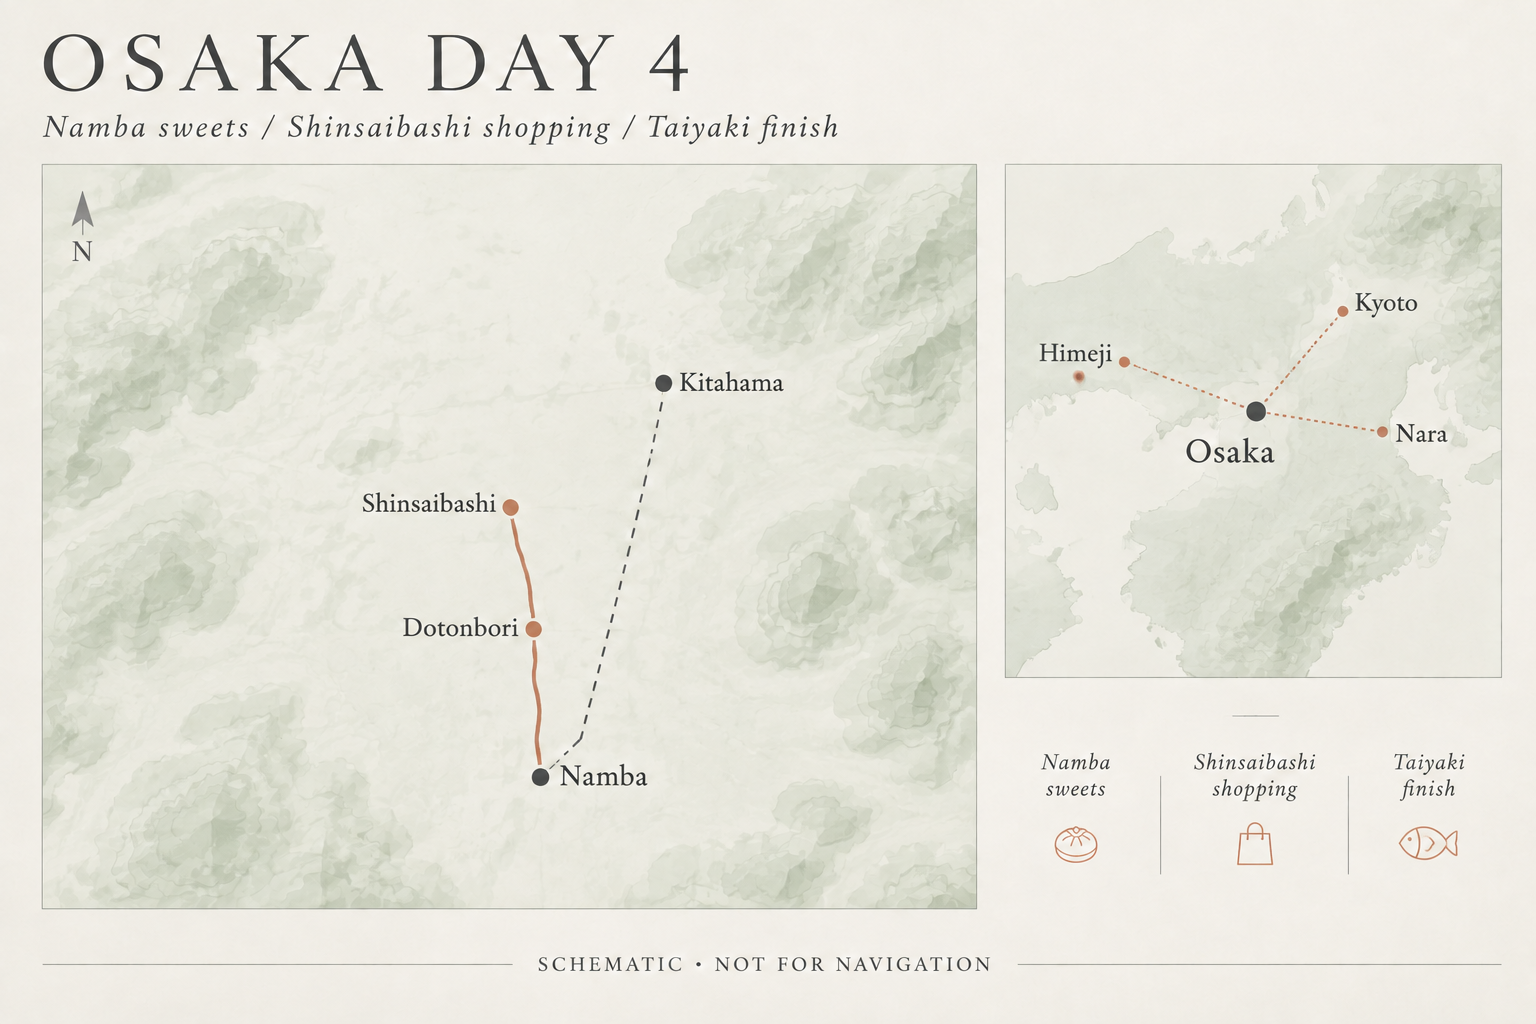 OSAKA DAY 4
Namba sweets / Shinsaibashi shopping / Taiyaki finish
N
Kitahama
Shinsaibashi
Dotonbori
Namba
Kyoto
Himeji
Nara
Osaka
Namba
sweets
Shinsaibashi
shopping
Taiyaki
finish
SCHEMATIC • NOT FOR NAVIGATION